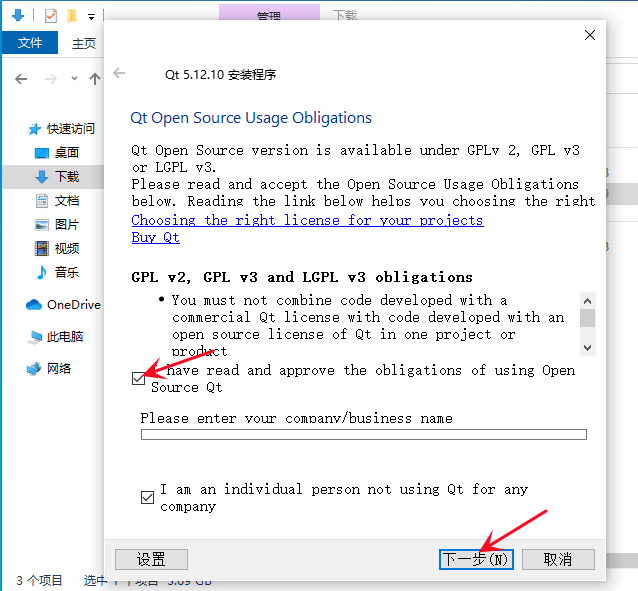 管理
下载
文件
主页
Qt 5.12.10 安装程序
快速访问
桌面
下载
文档
图片
视频
音乐
OneDrive
此电脑
网络
Qt Open Source Usage Obligations
Qt Open Source version is available under GPLv 2, GPL v3
or LGPL v3.
Please read and accept the Open Source Usage Obligations
below. Reading the link below helps you choosing the right
Choosing the right license for your projects
Buy Qt
GPL v2, GPL v3 and LGPL v3 obligations
• You must not combine code developed with a
commercial Qt license with code developed with an
open source license of Qt in one project or
product
have read and approve the obligations of using Open
Source Qt
Please enter your company/business name
I am an individual person not using Qt for any
company
设置
下一步(N)
取消
3 个项目
选中 1 个项目 3.69 GB